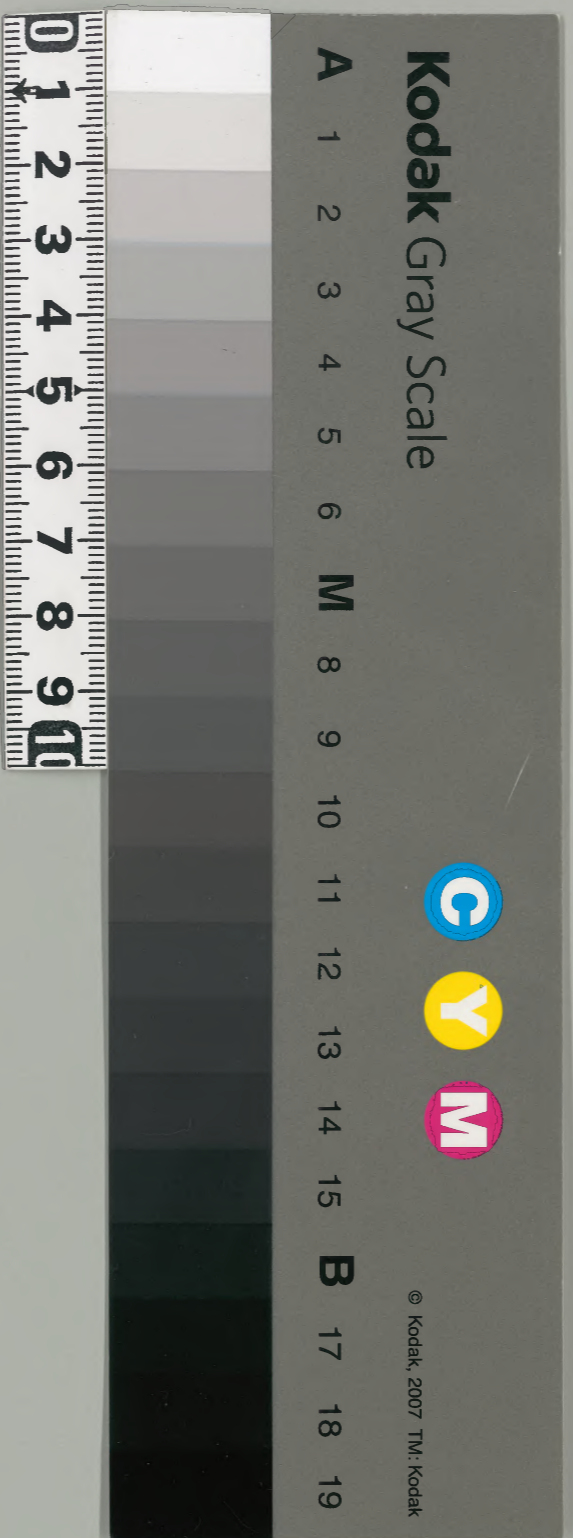 Kodak Gray Scale
C Y M
© Kodak, 2007 TM: Kodak
A 1 2 3 4 5 6 M 8 9 10 11 12 13 14 15 B 17 18 19
0 1 2 3 4 5 6 7 8 9 10